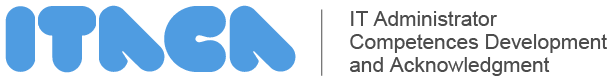 ITACA
IT Administrator
Competences Development
and Acknowledgment